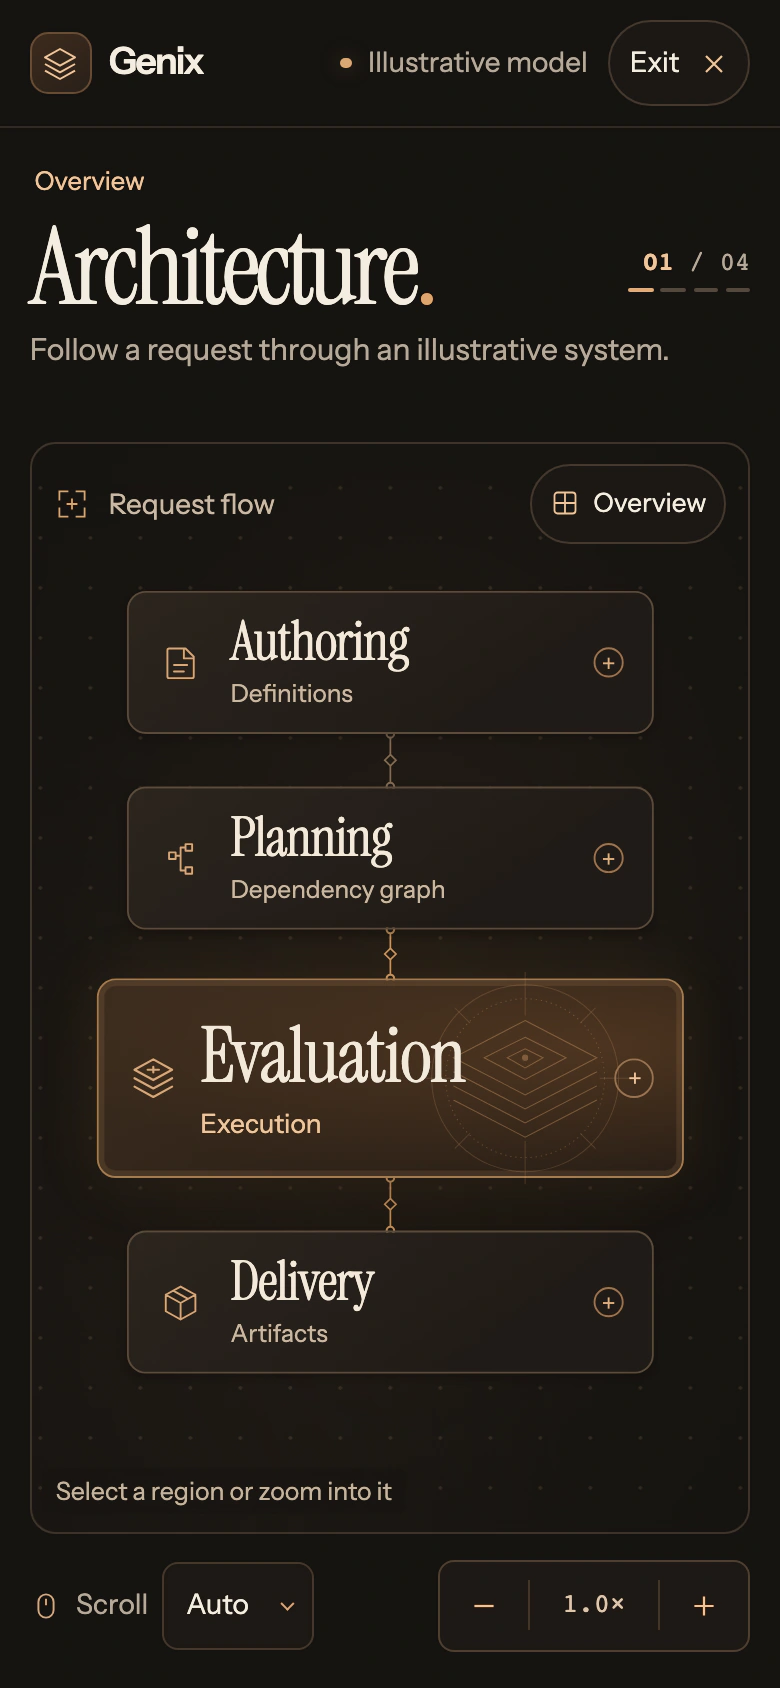 Genix
Illustrative model
Exit
Overview
Architecture.
01 / 04
Follow a request through an illustrative system.
Request flow
Overview
Authoring
Definitions
Planning
Dependency graph
Evaluation
Execution
Delivery
Artifacts
Select a region or zoom into it
Scroll
Auto
1.0×